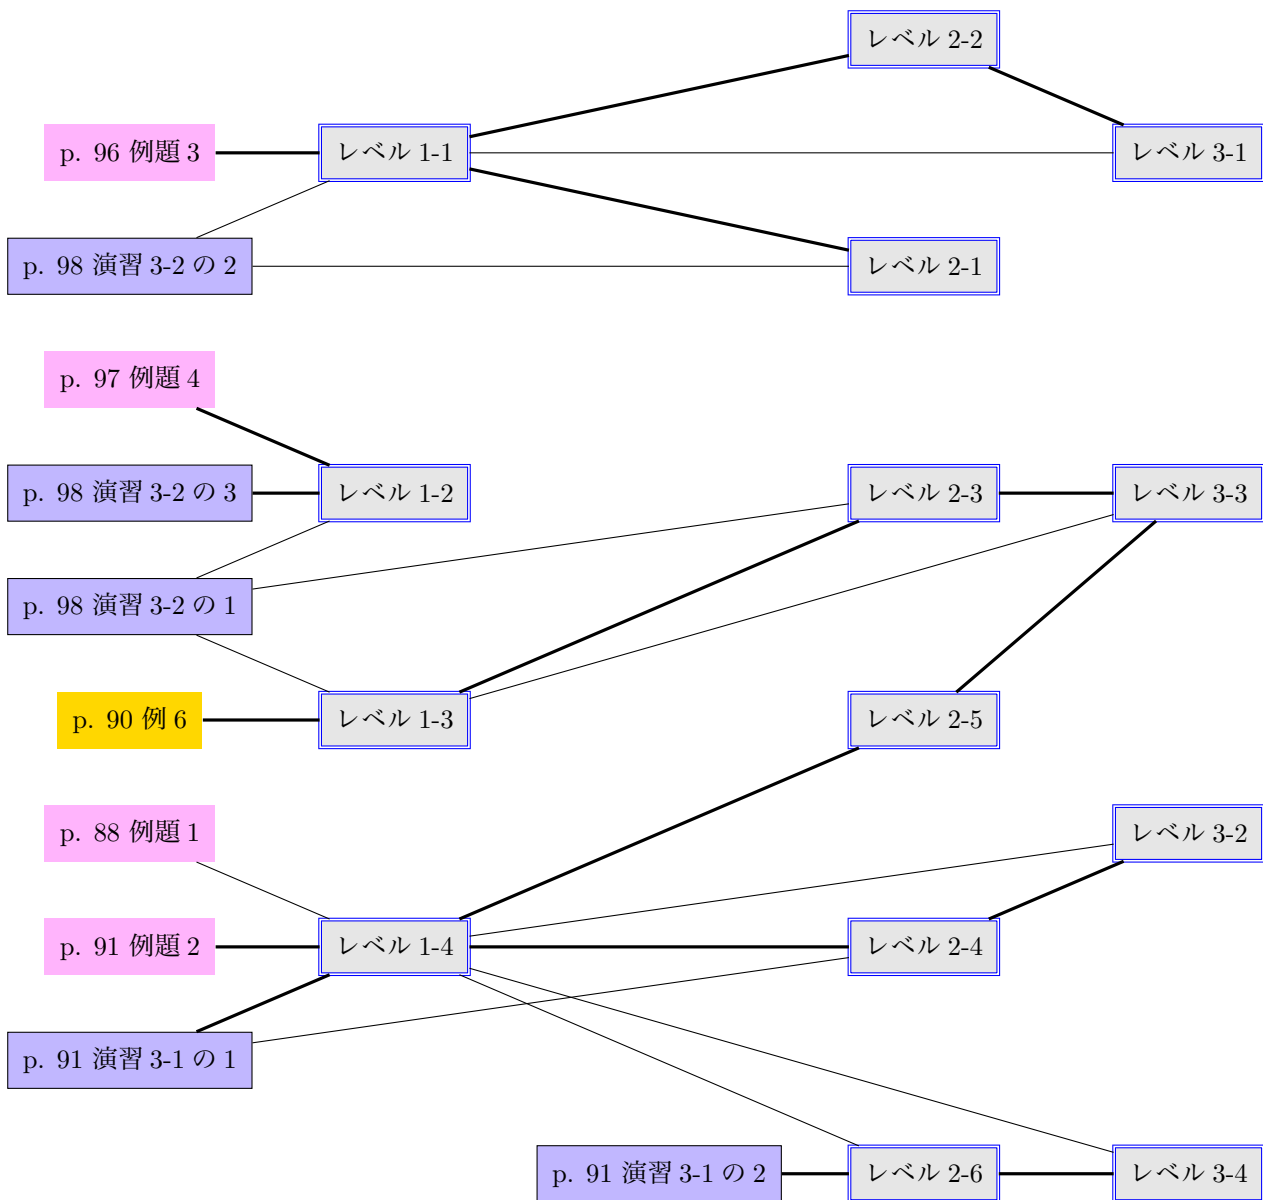 レベル 2-2
p. 96 例題 3
レベル 1-1
レベル 3-1
p. 98 演習 3-2 の 2
レベル 2-1
p. 97 例題 4
p. 98 演習 3-2 の 3
レベル 1-2
レベル 2-3
レベル 3-3
p. 98 演習 3-2 の 1
p. 90 例 6
レベル 1-3
レベル 2-5
p. 88 例題 1
レベル 3-2
p. 91 例題 2
レベル 1-4
レベル 2-4
p. 91 演習 3-1 の 1
p. 91 演習 3-1 の 2
レベル 2-6
レベル 3-4